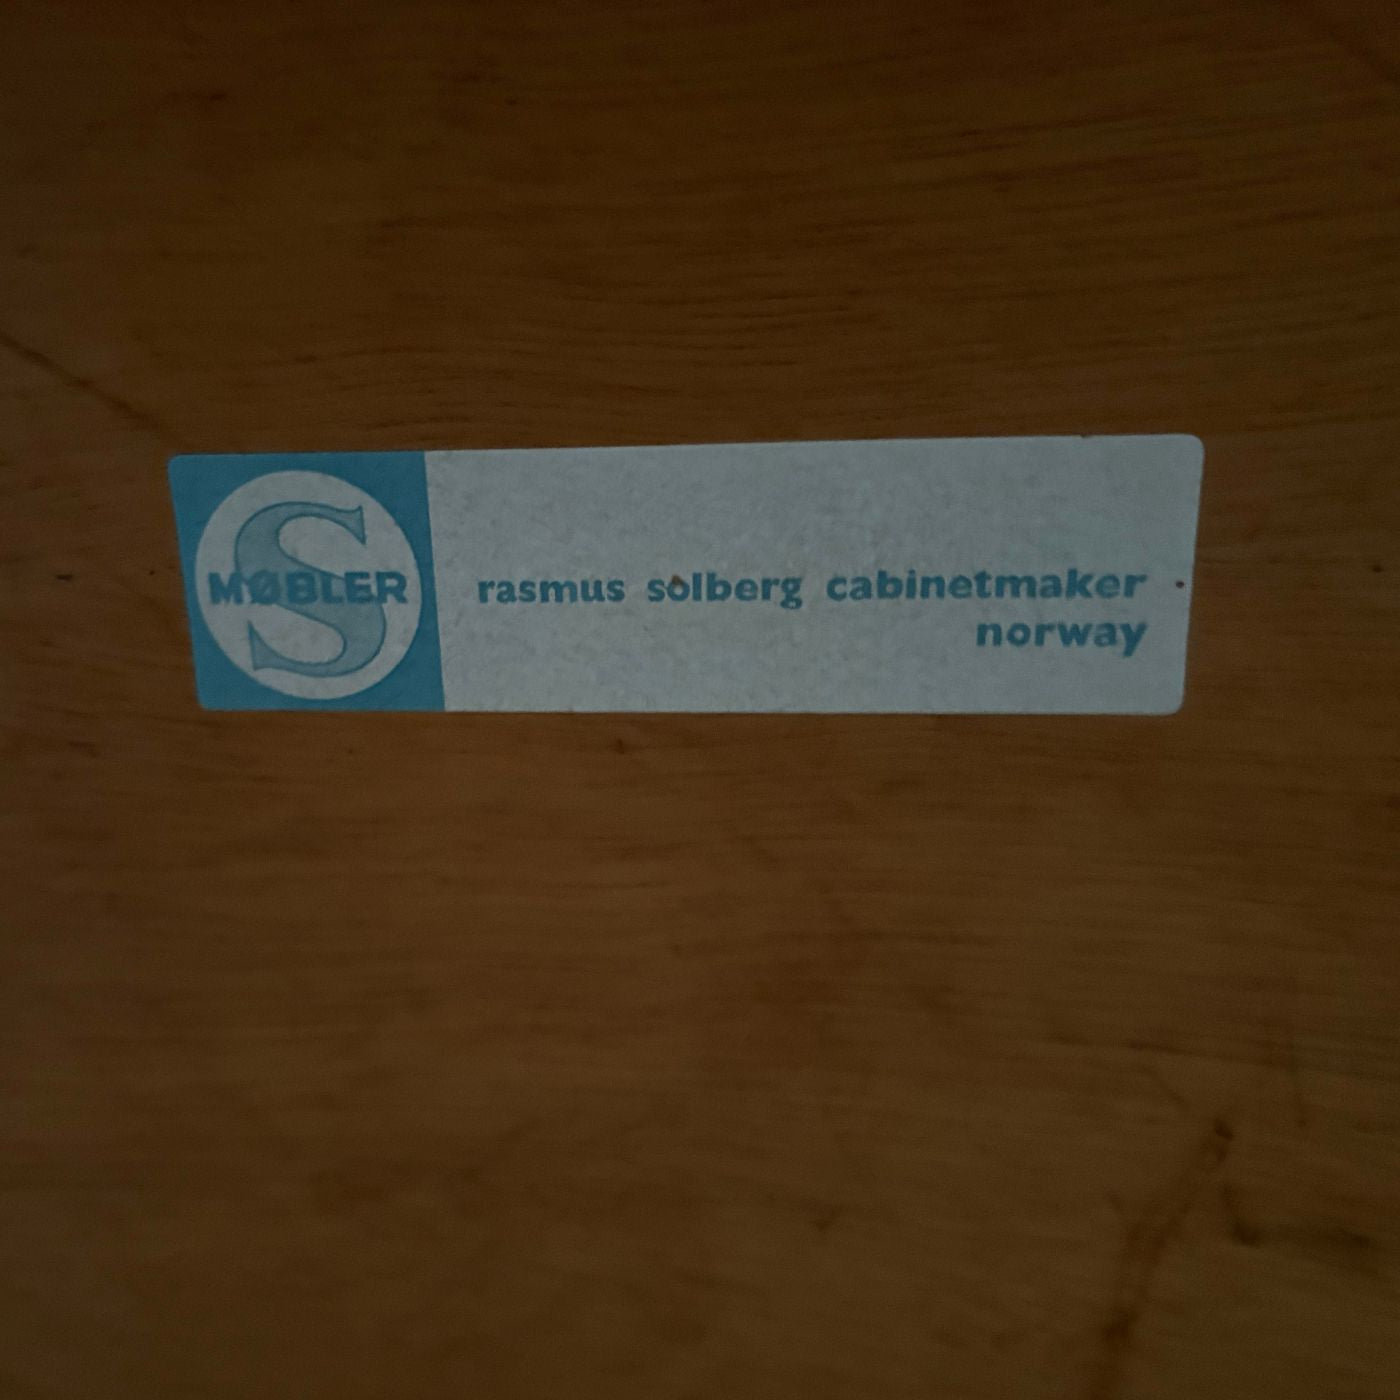 S
MØBLER
rasmus solberg cabinetmaker
norway